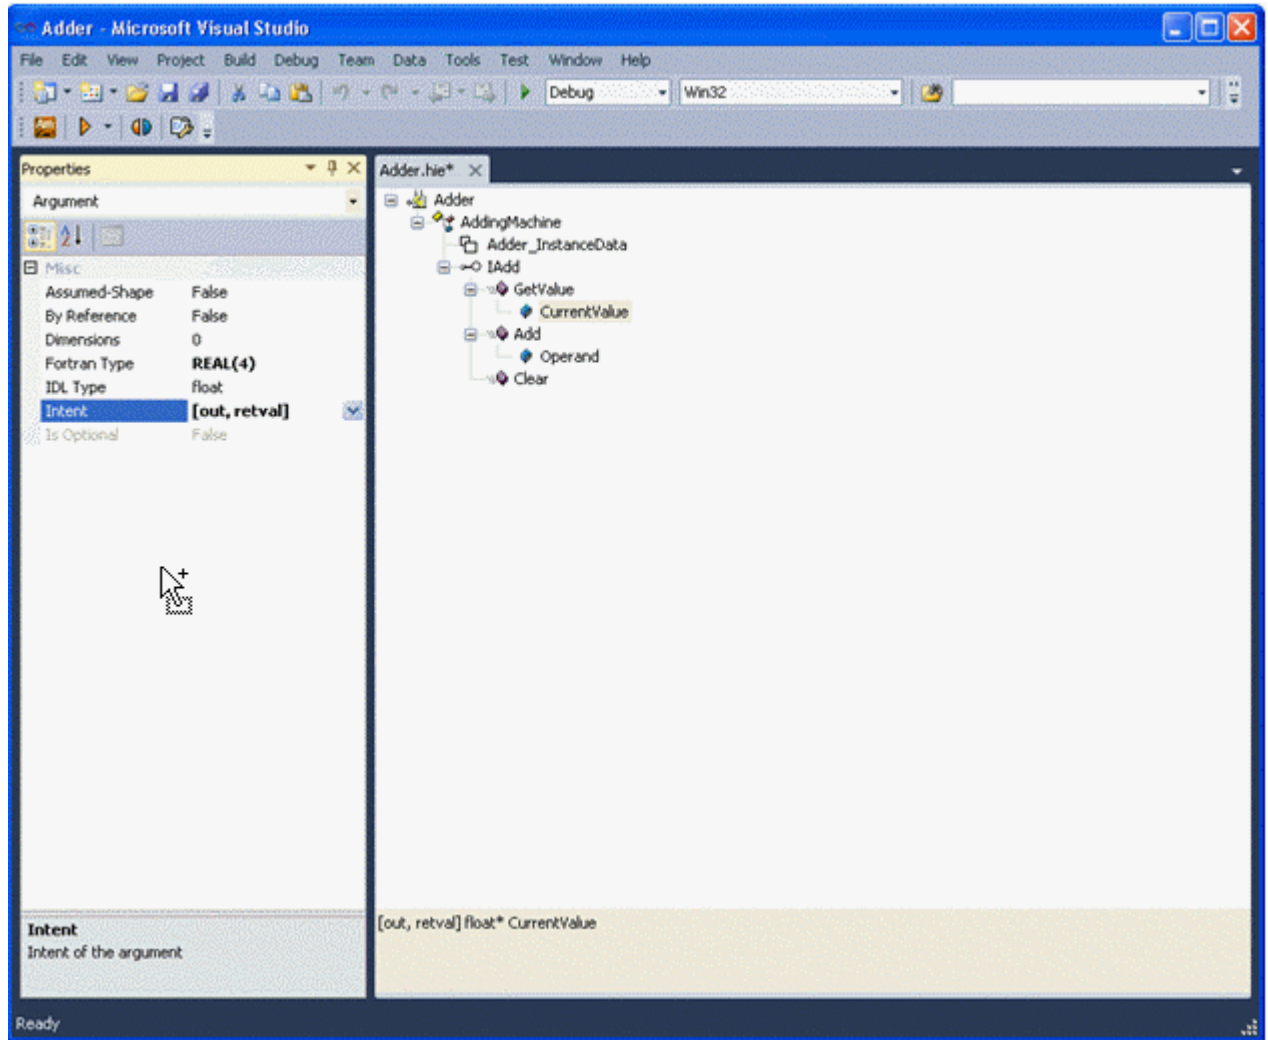 Adder - Microsoft Visual Studio
File Edit View Project Build Debug Team Data Tools Test Window Help
Debug Win32
Properties
Argument
Misc
Assumed-Shape False
By Reference False
Dimensions 0
Fortran Type REAL(4)
IDL Type float
Intent [out, retval]
Is Optional False
Intent
Intent of the argument
Adder.hie*
Adder
AddingMachine
Adder_InstanceData
IAdd
GetValue
CurrentValue
Add
Operand
Clear
[out, retval] float* CurrentValue
Ready